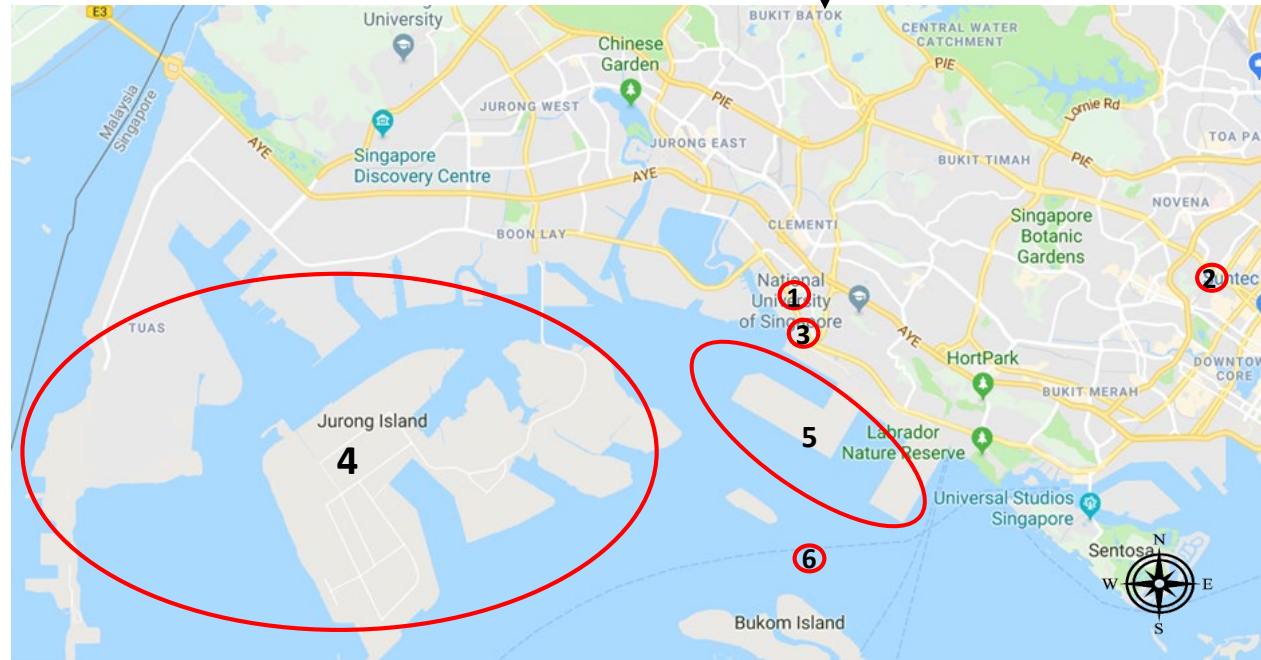 E3
University
BUKIT BATOK
CENTRAL WATER
CATCHMENT
Chinese
Garden
PIE
Malaysia
Singapore
JURONG WEST
PIE
Lornie Rd
AYE
Singapore
Discovery Centre
JURONG EAST
TOA PA
AYE
BUKIT TIMAH
PIE
NOVENA
BOON LAY
CLEMENTI
Singapore
Botanic
Gardens
National
University
of Singapore
1
2
Suntec
3
TUAS
AYE
HortPark
DOWNTOW
CORE
BUKIT MERAH
Jurong Island
4
5
Labrador
Nature Reserve
Universal Studios
Singapore
6
Sentosa
N
W
E
S
Bukom Island